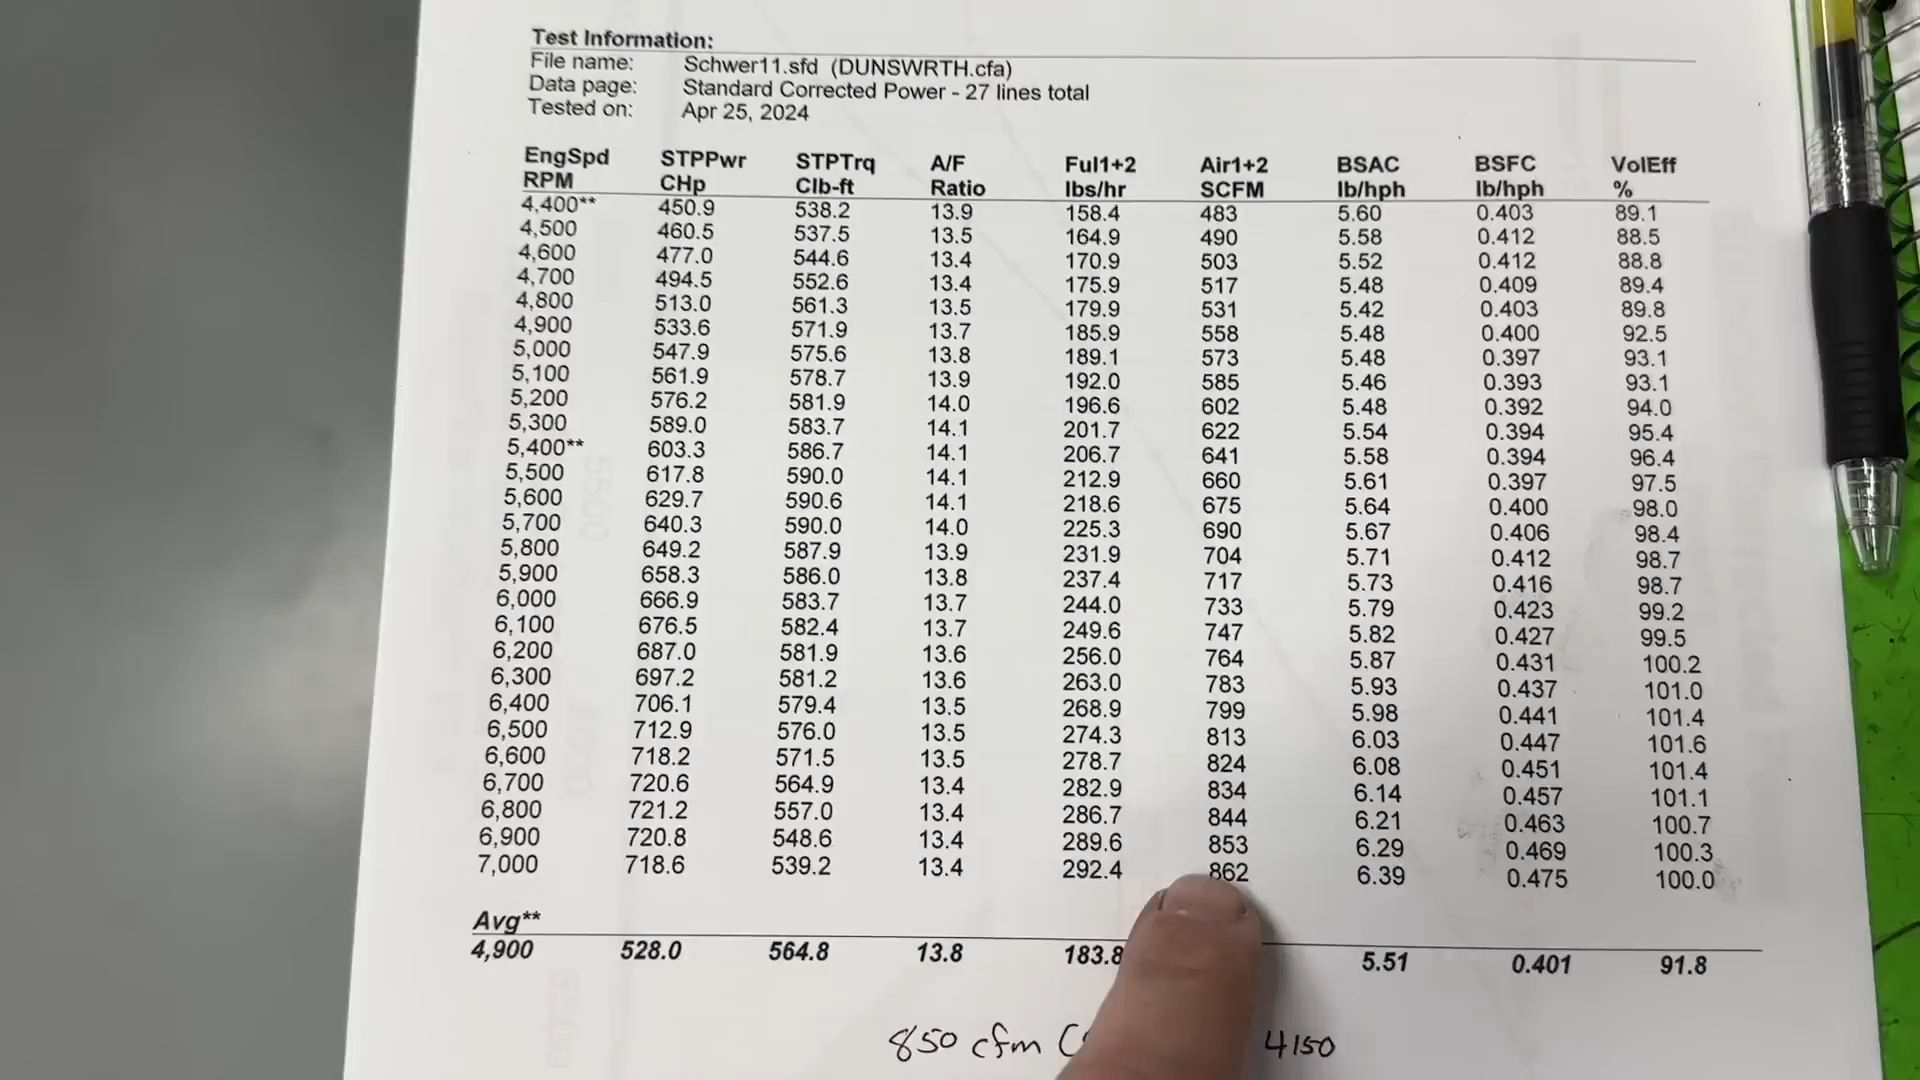 Test Information:
File name: Schwer11.sfd (DUNSWRTH.cfa)
Data page: Standard Corrected Power - 27 lines total
Tested on: Apr 25, 2024
EngSpd STPPwr STPTrq A/F Ful1+2 Air1+2 BSAC BSFC VolEff
RPM CHp Clb-ft Ratio lbs/hr SCFM lb/hph lb/hph %
4,400** 450.9 538.2 13.9 158.4 483 5.60 0.403 89.1
4,500 460.5 537.5 13.5 164.9 490 5.58 0.412 88.5
4,600 477.0 544.6 13.4 170.9 503 5.52 0.412 88.8
4,700 494.5 552.6 13.4 175.9 517 5.48 0.409 89.4
4,800 513.0 561.3 13.5 179.9 531 5.42 0.403 89.8
4,900 533.6 571.9 13.7 185.9 558 5.48 0.400 92.5
5,000 547.9 575.6 13.8 189.1 573 5.48 0.397 93.1
5,100 561.9 578.7 13.9 192.0 585 5.46 0.393 93.1
5,200 576.2 581.9 14.0 196.6 602 5.48 0.392 94.0
5,300 589.0 583.7 14.1 201.7 622 5.54 0.394 95.4
5,400** 603.3 586.7 14.1 206.7 641 5.58 0.394 96.4
5,500 617.8 590.0 14.1 212.9 660 5.61 0.397 97.5
5,600 629.7 590.6 14.1 218.6 675 5.64 0.400 98.0
5,700 640.3 590.0 14.0 225.3 690 5.67 0.406 98.4
5,800 649.2 587.9 13.9 231.9 704 5.71 0.412 98.7
5,900 658.3 586.0 13.8 237.4 717 5.73 0.416 98.7
6,000 666.9 583.7 13.7 244.0 733 5.79 0.423 99.2
6,100 676.5 582.4 13.7 249.6 747 5.82 0.427 99.5
6,200 687.0 581.9 13.6 256.0 764 5.87 0.431 100.2
6,300 697.2 581.2 13.6 263.0 783 5.93 0.437 101.0
6,400 706.1 579.4 13.5 268.9 799 5.98 0.441 101.4
6,500 712.9 576.0 13.5 274.3 813 6.03 0.447 101.6
6,600 718.2 571.5 13.5 278.7 824 6.08 0.451 101.4
6,700 720.6 564.9 13.4 282.9 834 6.14 0.457 101.1
6,800 721.2 557.0 13.4 286.7 844 6.21 0.463 100.7
6,900 720.8 548.6 13.4 289.6 853 6.29 0.469 100.3
7,000 718.6 539.2 13.4 292.4 862 6.39 0.475 100.0
Avg**
4,900 528.0 564.8 13.8 183.8 5.51 0.401 91.8
850 cfm 4150